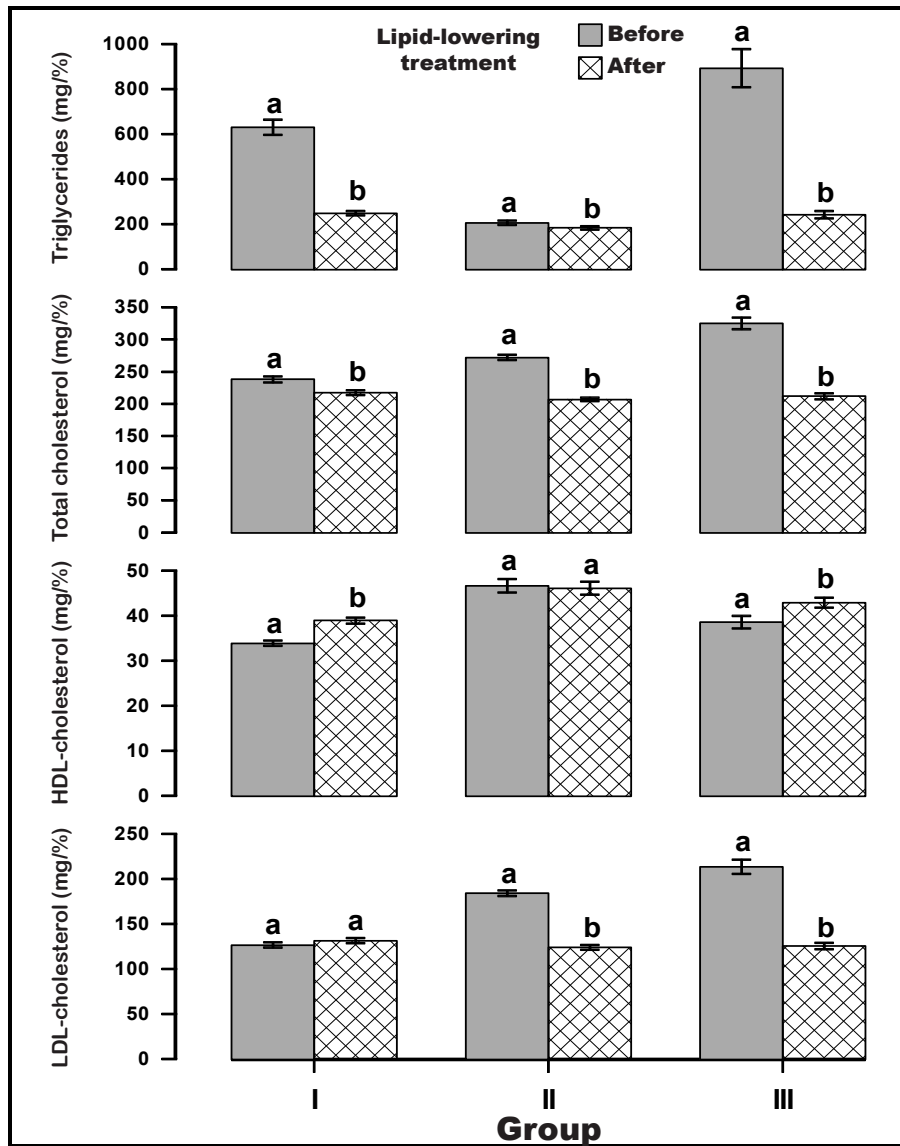 Lipid-lowering
treatment
Before
After
Triglycerides (mg/%)
1000
800
600
400
200
0
a
b
a
b
a
b
Total cholesterol (mg/%)
350
300
250
200
150
100
50
0
a
b
a
b
a
b
HDL-cholesterol (mg/%)
50
40
30
20
10
0
a
b
a
a
a
b
LDL-cholesterol (mg/%)
250
200
150
100
50
0
a
a
a
b
a
b
I
II
III
Group